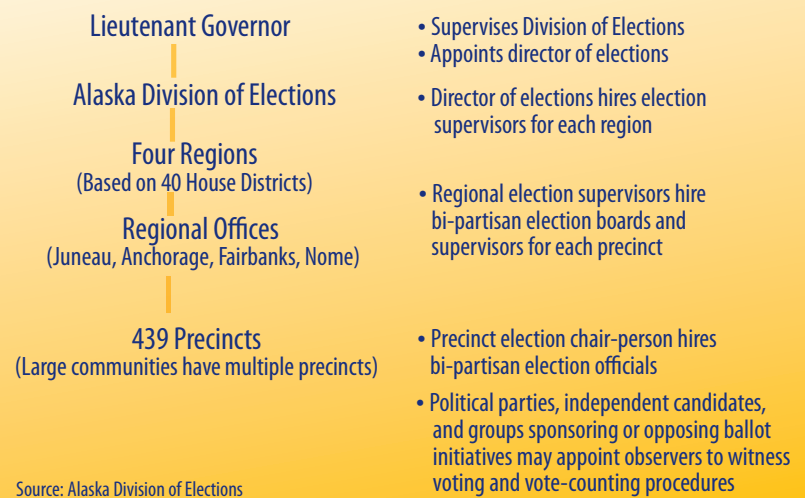 Lieutenant Governor
• Supervises Division of Elections
• Appoints director of elections
Alaska Division of Elections
• Director of elections hires election
supervisors for each region
Four Regions
(Based on 40 House Districts)
Regional Offices
(Juneau, Anchorage, Fairbanks, Nome)
• Regional election supervisors hire
bi-partisan election boards and
supervisors for each precinct
439 Precincts
(Large communities have multiple precincts)
• Precinct election chair-person hires
bi-partisan election officials
• Political parties, independent candidates,
and groups sponsoring or opposing ballot
initiatives may appoint observers to witness
voting and vote-counting procedures
Source: Alaska Division of Elections